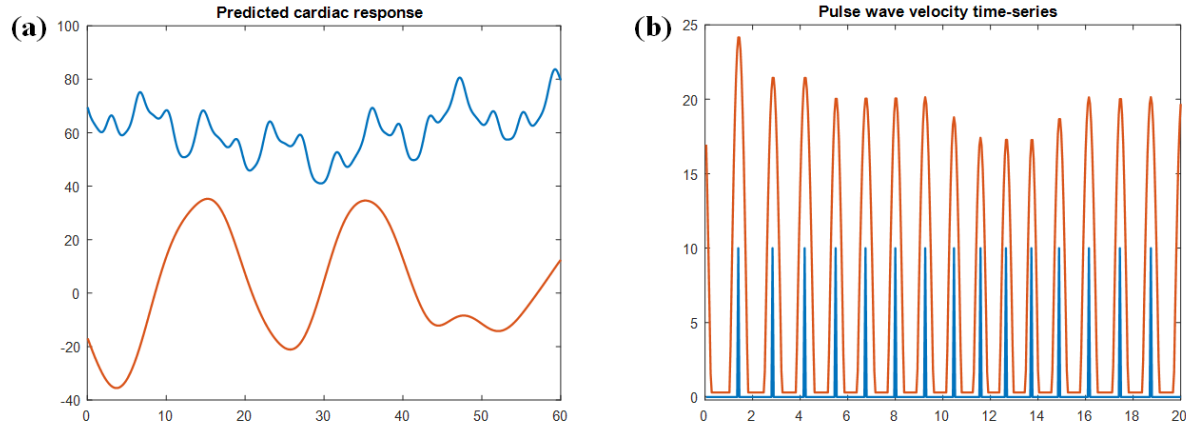 (a)
Predicted cardiac response
100
80
60
40
20
0
-20
-40
0 10 20 30 40 50 60
(b)
Pulse wave velocity time-series
25
20
15
10
5
0
0 2 4 6 8 10 12 14 16 18 20